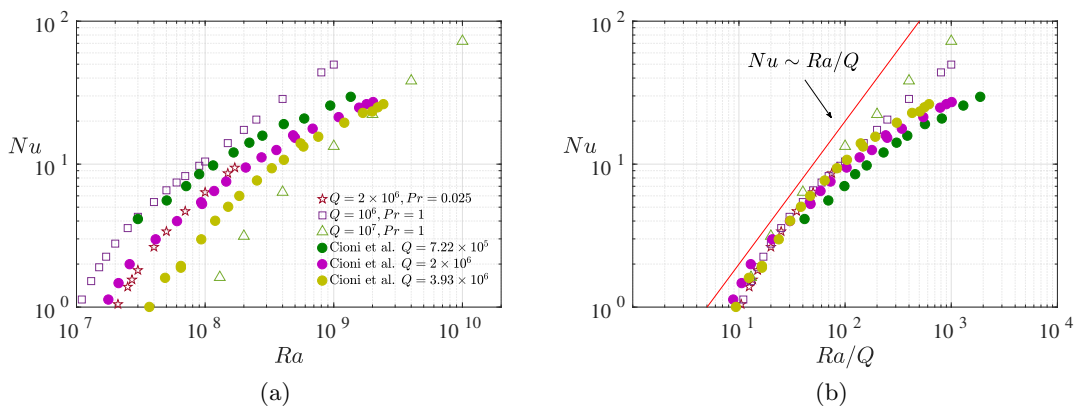 10^2
10^1
10^0
Nu
10^7
10^8
10^9
10^10
Ra
Q = 2 × 10^6, Pr = 0.025
Q = 10^6, Pr = 1
Q = 10^7, Pr = 1
Cioni et al. Q = 7.22 × 10^5
Cioni et al. Q = 2 × 10^6
Cioni et al. Q = 3.93 × 10^6
(a)
10^2
10^1
10^0
Nu
Nu ∼ Ra/Q
10^1
10^2
10^3
10^4
Ra/Q
(b)